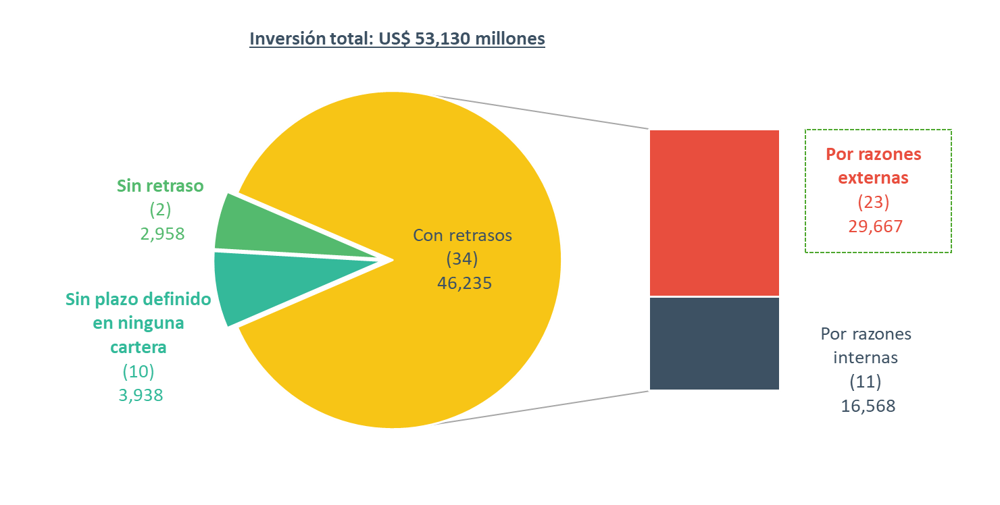 Inversión total: US$ 53,130 millones
Sin retraso
(2)
2,958
Sin plazo definido
en ninguna
cartera
(10)
3,938
Con retrasos
(34)
46,235
Por razones
externas
(23)
29,667
Por razones
internas
(11)
16,568